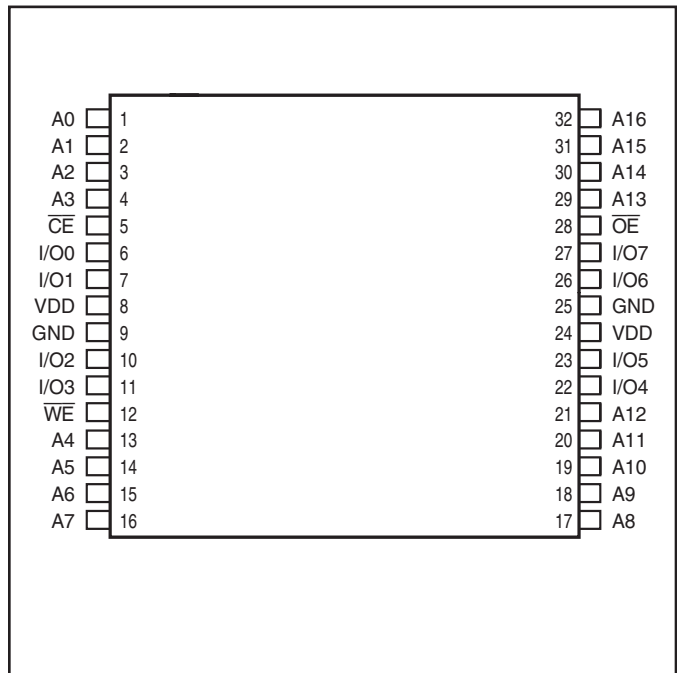 A0 1 32 A16
A1 2 31 A15
A2 3 30 A14
A3 4 29 A13
C̅E̅ 5 28 O̅E̅
I/O0 6 27 I/O7
I/O1 7 26 I/O6
VDD 8 25 GND
GND 9 24 VDD
I/O2 10 23 I/O5
I/O3 11 22 I/O4
W̅E̅ 12 21 A12
A4 13 20 A11
A5 14 19 A10
A6 15 18 A9
A7 16 17 A8